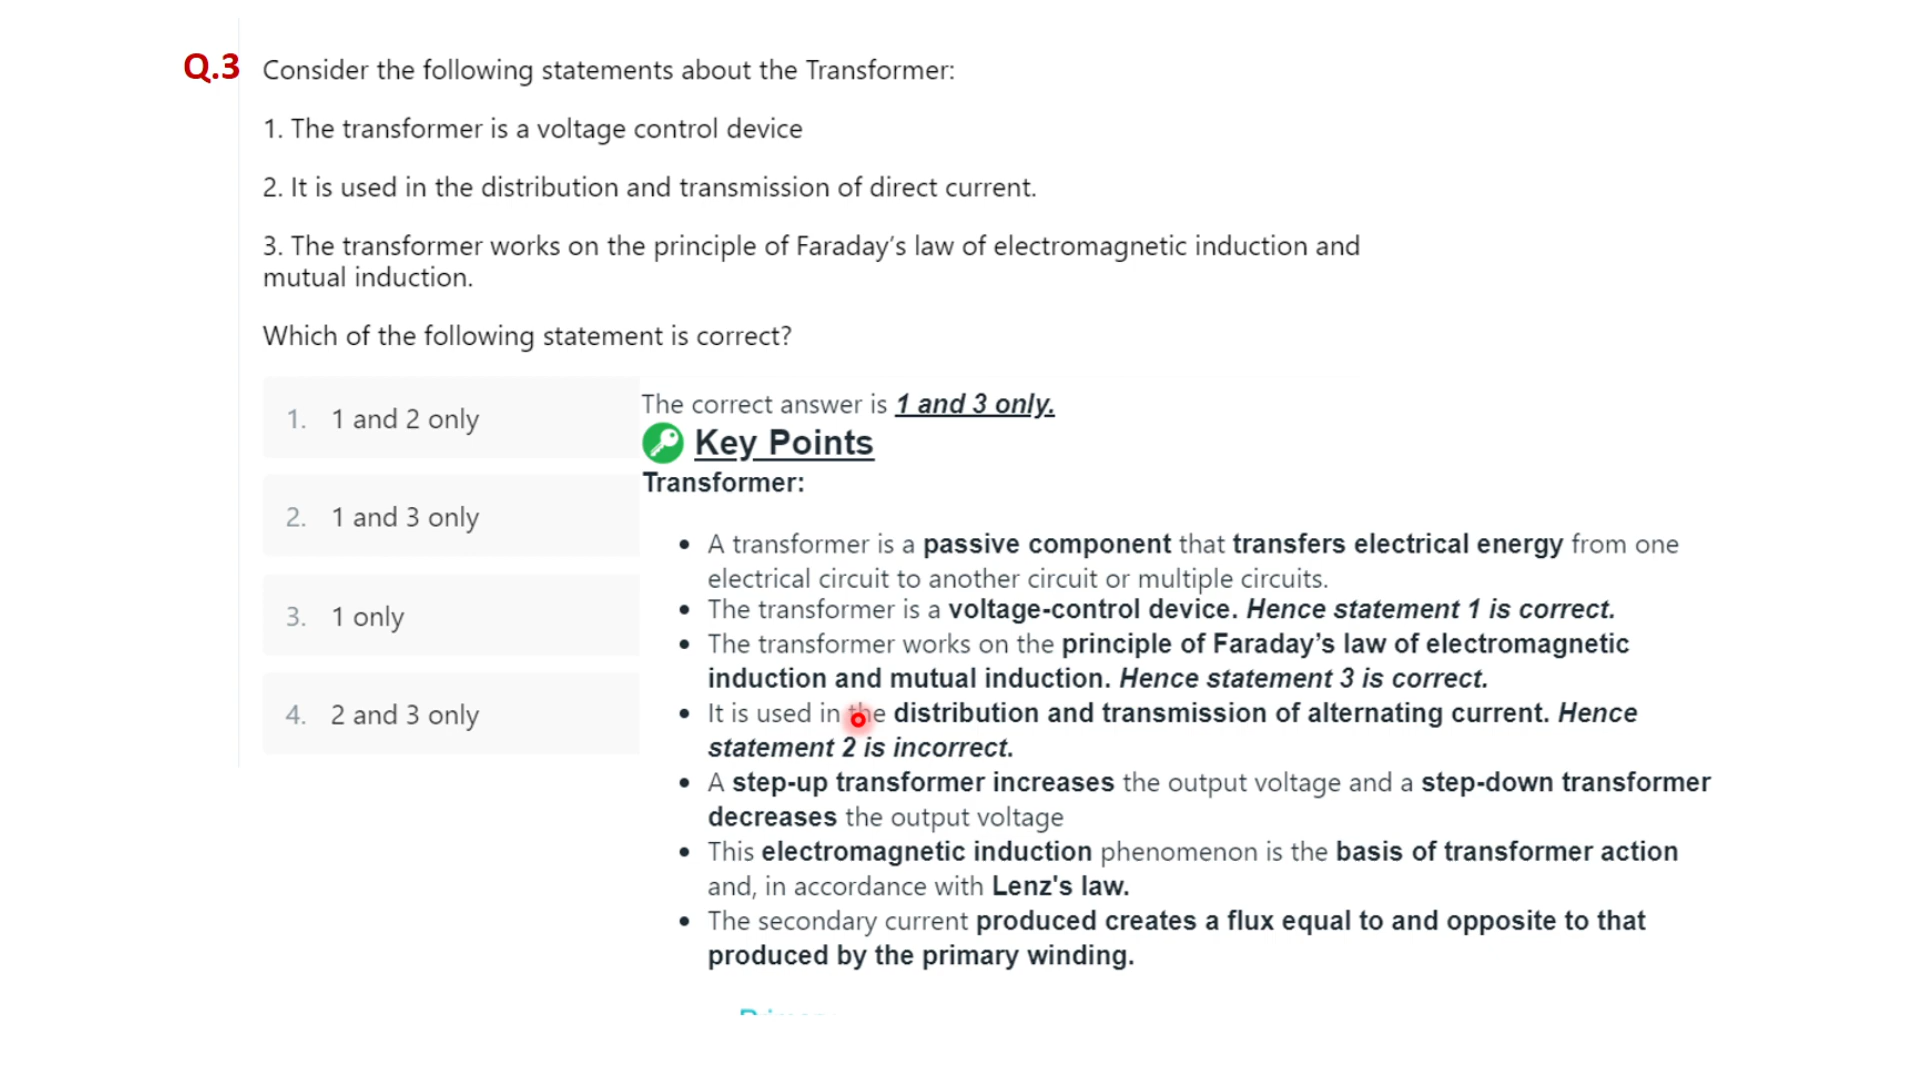 Q.3 Consider the following statements about the Transformer:
1. The transformer is a voltage control device
2. It is used in the distribution and transmission of direct current.
3. The transformer works on the principle of Faraday's law of electromagnetic induction and
mutual induction.
Which of the following statement is correct?
1. 1 and 2 only
2. 1 and 3 only
3. 1 only
4. 2 and 3 only
The correct answer is 1 and 3 only.
Key Points
Transformer:
• A transformer is a passive component that transfers electrical energy from one
electrical circuit to another circuit or multiple circuits.
• The transformer is a voltage-control device. Hence statement 1 is correct.
• The transformer works on the principle of Faraday's law of electromagnetic
induction and mutual induction. Hence statement 3 is correct.
• It is used in the distribution and transmission of alternating current. Hence
statement 2 is incorrect.
• A step-up transformer increases the output voltage and a step-down transformer
decreases the output voltage
• This electromagnetic induction phenomenon is the basis of transformer action
and, in accordance with Lenz's law.
• The secondary current produced creates a flux equal to and opposite to that
produced by the primary winding.